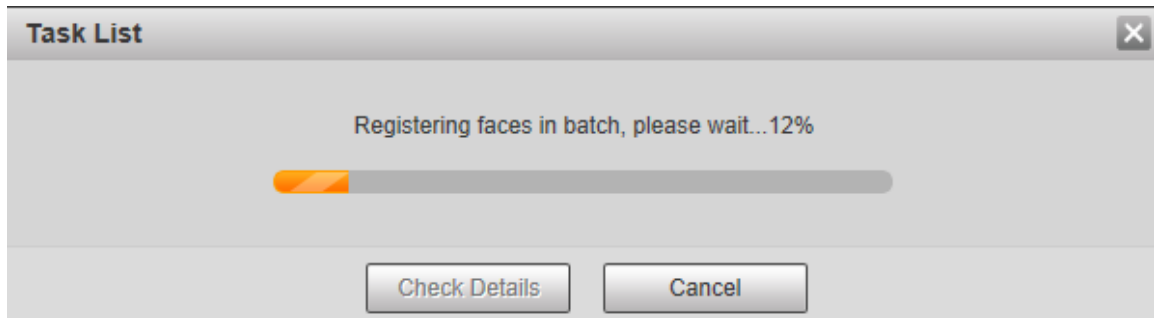 Task List
Registering faces in batch, please wait...12%
Check Details Cancel